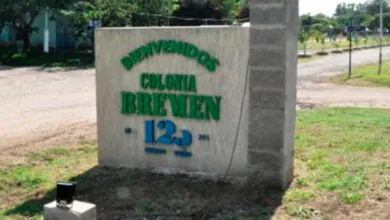 BIENVENIDOS
COLONIA
BREMEN
125